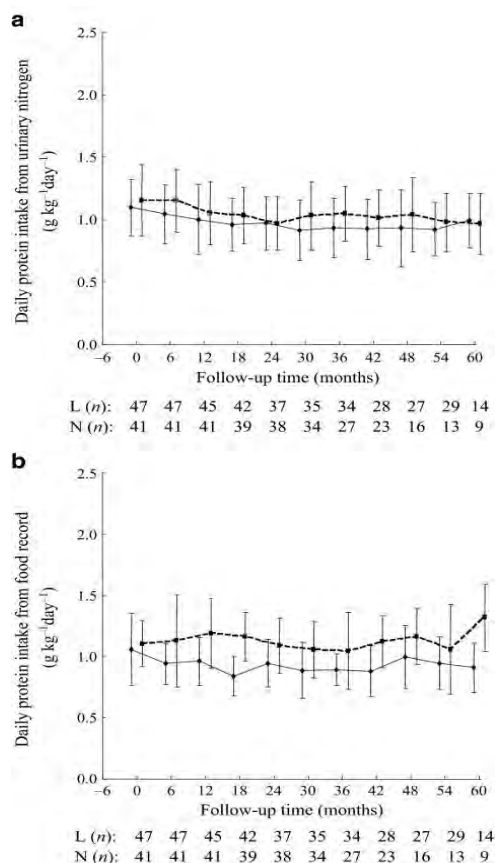 a
Daily protein intake from urinary nitrogen
(g kg⁻¹day⁻¹)
2.5
2.0
1.5
1.0
0.5
0.0
−6 0 6 12 18 24 30 36 42 48 54 60
Follow-up time (months)
L (n): 47 47 45 42 37 35 34 28 27 29 14
N (n): 41 41 41 39 38 34 27 23 16 13 9
b
Daily protein intake from food record
(g kg⁻¹day⁻¹)
2.5
2.0
1.5
1.0
0.5
0.0
−6 0 6 12 18 24 30 36 42 48 54 60
Follow-up time (months)
L (n): 47 47 45 42 37 35 34 28 27 29 14
N (n): 41 41 41 39 38 34 27 23 16 13 9